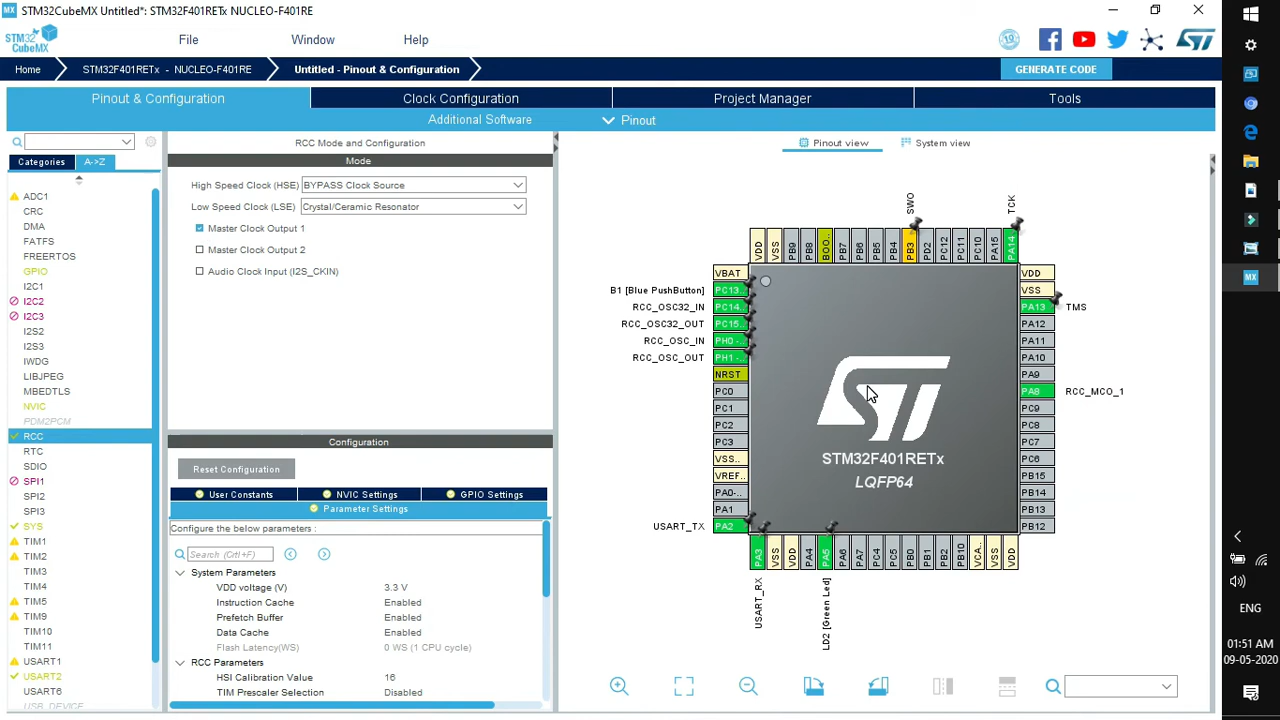 MX STM32CubeMX Untitled*: STM32F401RETx NUCLEO-F401RE
STM32 CubeMX
File
Window
Help
Home
STM32F401RETx - NUCLEO-F401RE
Untitled - Pinout & Configuration
GENERATE CODE
Pinout & Configuration
Clock Configuration
Project Manager
Tools
Additional Software
Pinout
Categories
A->Z
ADC1
CRC
DMA
FATFS
FREERTOS
GPIO
I2C2
I2C3
I2S2
I2S3
IWDG
LIBJPEG
MBEDTLS
NVIC
PDM2PCM
RCC
RTC
SDIO
SPI1
SPI2
SPI3
SYS
TIM1
TIM2
TIM3
TIM4
TIM5
TIM9
TIM10
TIM11
USART1
USART2
USART6
USB_DEVICE
RCC Mode and Configuration
Mode
High Speed Clock (HSE) BYPASS Clock Source
Low Speed Clock (LSE) Crystal/Ceramic Resonator
Master Clock Output 1
Master Clock Output 2
Audio Clock Input (I2S_CKIN)
Configuration
Reset Configuration
User Constants
NVIC Settings
GPIO Settings
Parameter Settings
Configure the below parameters :
Search (Crtl+F)
System Parameters
VDD voltage (V) 3.3 V
Instruction Cache Enabled
Prefetch Buffer Enabled
Data Cache Enabled
Flash Latency(WS) 0 WS (1 CPU cycle)
RCC Parameters
HSI Calibration Value 16
TIM Prescaler Selection Disabled
Pinout view
System view
SWO
TCK
VDD
VSS
PB9
PB8
BOO..
PB7
PB6
PB5
PB4
PB3
PD2
PC12
PC11
PC10
PA15
PA14
VBAT
B1 [Blue PushButton] PC13..
RCC_OSC32_IN PC14..
RCC_OSC32_OUT PC15..
RCC_OSC_IN PH0 -..
RCC_OSC_OUT PH1 -..
NRST
PC0
PC1
PC2
PC3
VSS..
VREF..
PA0-..
PA1
USART_TX PA2
VDD
VSS
PA13 TMS
PA12
PA11
PA10
PA9
PA8 RCC_MCO_1
PC9
PC8
PC7
PC6
PB15
PB14
PB13
PB12
ST
STM32F401RETx
LQFP64
PA3
VSS
VDD
PA4
PA5
PA6
PA7
PC4
PC5
PB0
PB1
PB2
PB10
VCA..
VSS
VDD
USART_RX
LD2 [Green Led]
MX
ENG
01:51 AM
09-05-2020